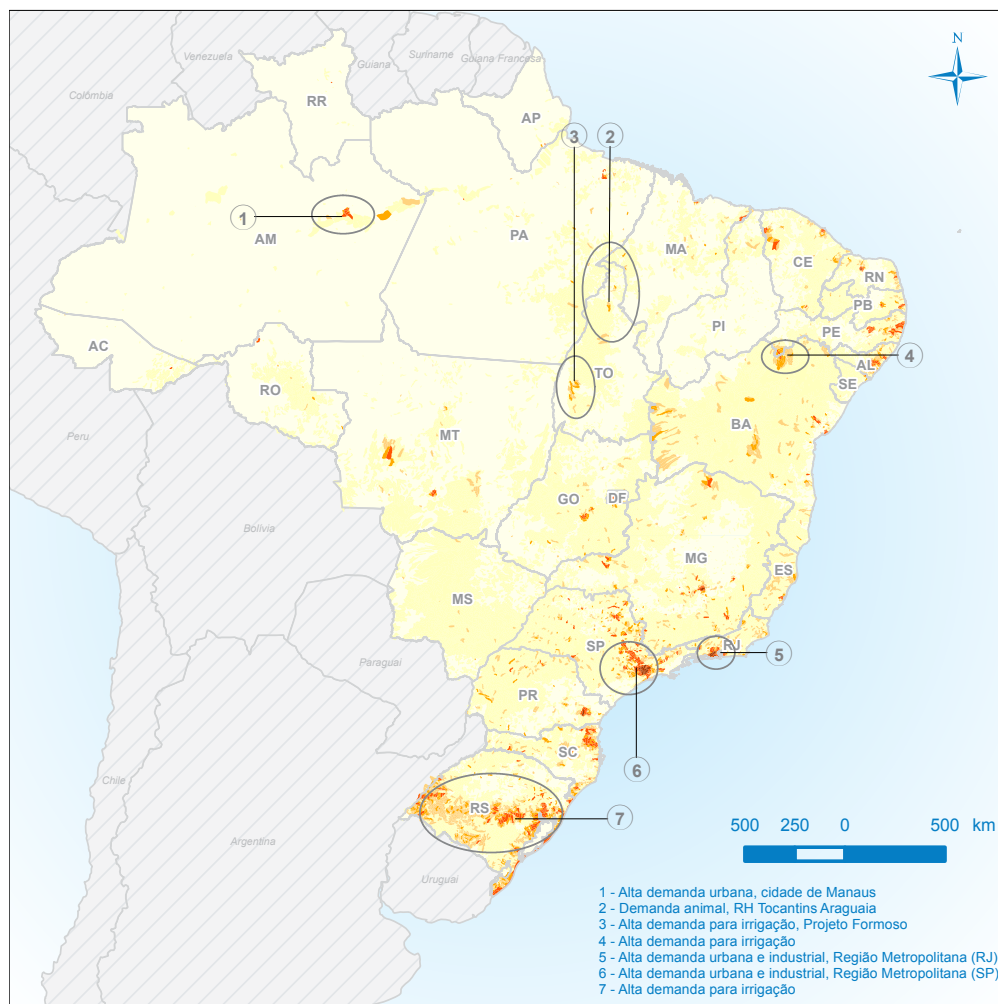 N
Venezuela
Suriname
Guiana Francesa
Guiana
Colômbia
RR
AP
3
2
1
AM
PA
MA
CE
RN
PB
PI
PE
AC
4
TO
AL
SE
RO
BA
MT
Peru
GO
DF
Bolívia
MG
ES
MS
SP
RJ
5
Paraguai
PR
SC
6
Chile
RS
7
500 250 0 500 km
Argentina
Uruguai
1 - Alta demanda urbana, cidade de Manaus
2 - Demanda animal, RH Tocantins Araguaia
3 - Alta demanda para irrigação, Projeto Formoso
4 - Alta demanda para irrigação
5 - Alta demanda urbana e industrial, Região Metropolitana (RJ)
6 - Alta demanda urbana e industrial, Região Metropolitana (SP)
7 - Alta demanda para irrigação